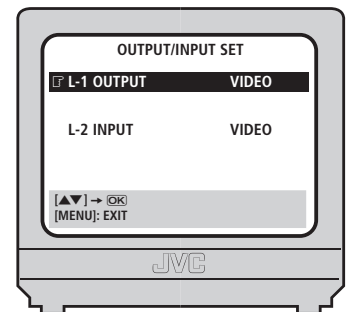 OUTPUT/INPUT SET
☞ L-1 OUTPUT VIDEO
L-2 INPUT VIDEO
[▲▼] → OK
[MENU]: EXIT
JVC